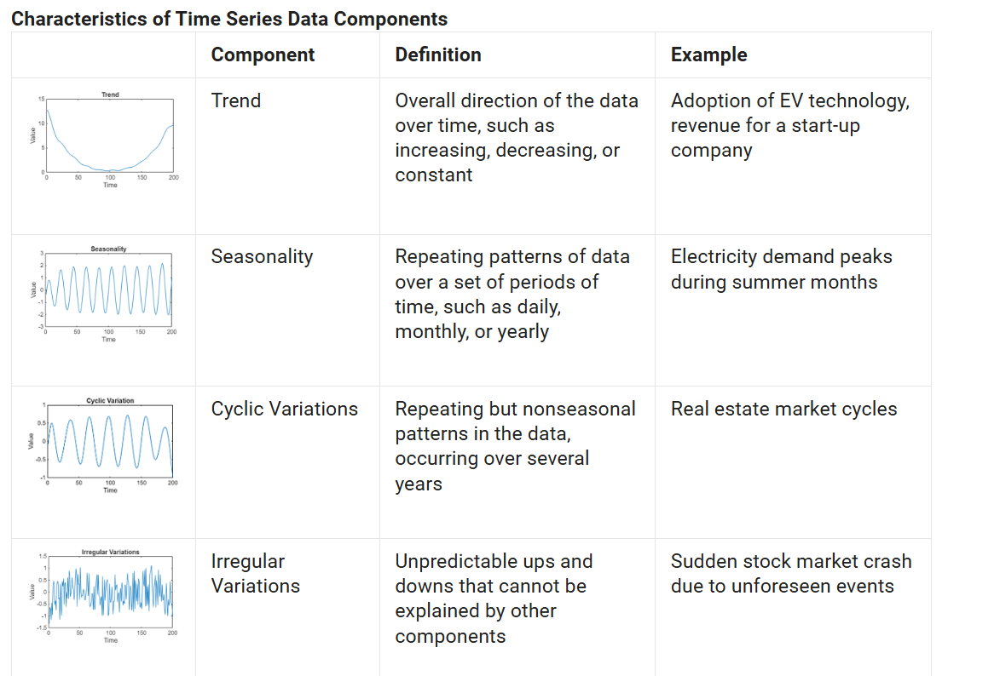 Characteristics of Time Series Data Components
Component
Definition
Example
Trend
15
10
5
0
Value
0
50
100
150
200
Time
Trend
Overall direction of the data
over time, such as
increasing, decreasing, or
constant
Adoption of EV technology,
revenue for a start-up
company
Seasonality
3
2
1
0
-1
-2
-3
Value
0
50
100
150
200
Time
Seasonality
Repeating patterns of data
over a set of periods of
time, such as daily,
monthly, or yearly
Electricity demand peaks
during summer months
Cyclic Variation
1
0.5
0
-0.5
-1
Value
0
50
100
150
200
Time
Cyclic Variations
Repeating but nonseasonal
patterns in the data,
occurring over several
years
Real estate market cycles
Irregular Variations
1.5
1
0.5
0
-0.5
-1
-1.5
Value
0
50
100
150
200
Time
Irregular
Variations
Unpredictable ups and
downs that cannot be
explained by other
components
Sudden stock market crash
due to unforeseen events